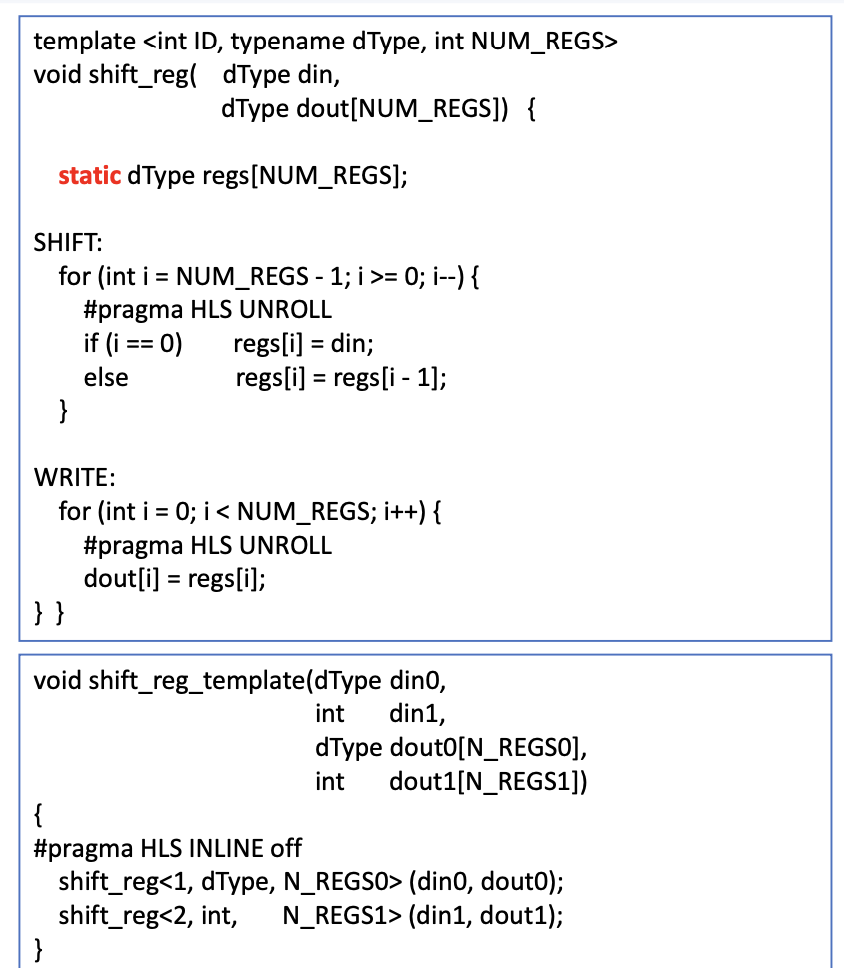 template <int ID, typename dType, int NUM_REGS>
void shift_reg( dType din,
dType dout[NUM_REGS]) {
static dType regs[NUM_REGS];
SHIFT:
for (int i = NUM_REGS - 1; i >= 0; i--) {
#pragma HLS UNROLL
if (i == 0) regs[i] = din;
else regs[i] = regs[i - 1];
}
WRITE:
for (int i = 0; i < NUM_REGS; i++) {
#pragma HLS UNROLL
dout[i] = regs[i];
} }
void shift_reg_template(dType din0,
int din1,
dType dout0[N_REGS0],
int dout1[N_REGS1])
{
#pragma HLS INLINE off
shift_reg<1, dType, N_REGS0> (din0, dout0);
shift_reg<2, int, N_REGS1> (din1, dout1);
}